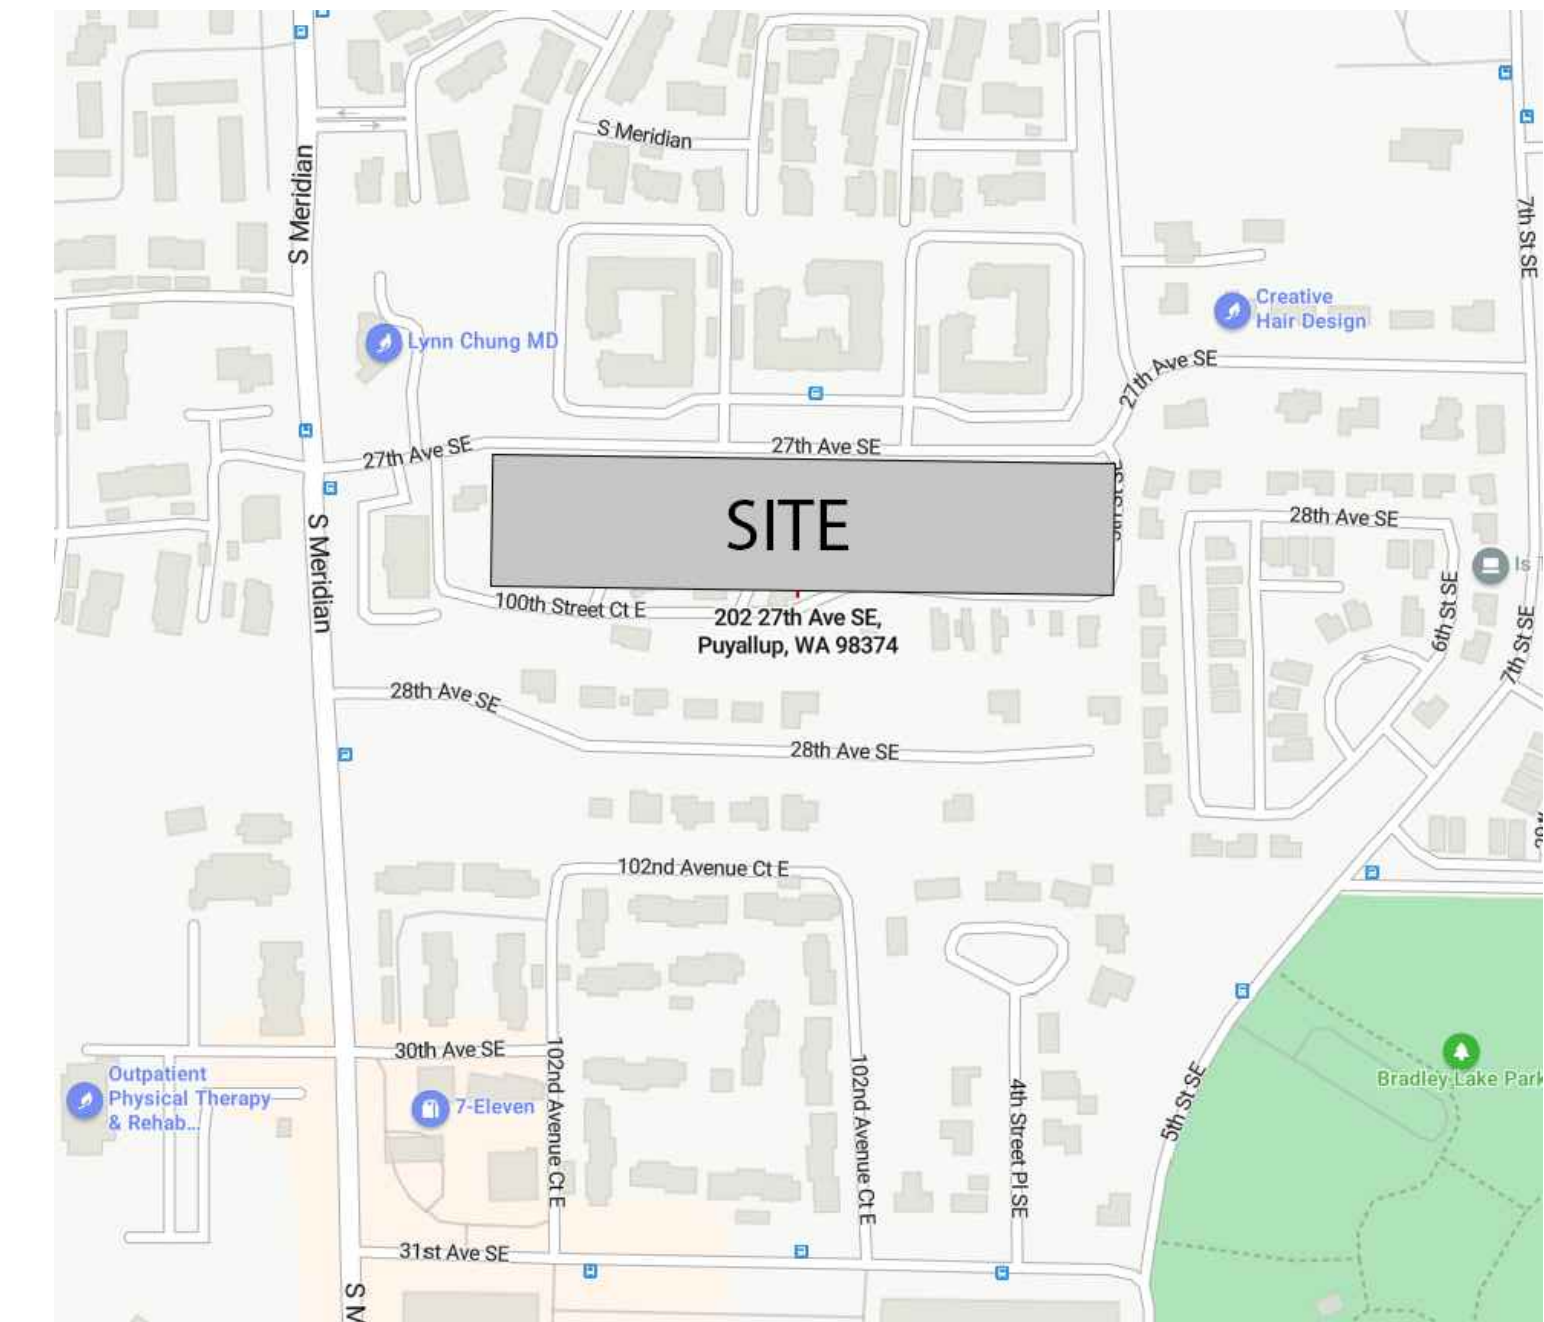 S Meridian
S Meridian
7th St SE
Creative
Hair Design
Lynn Chung MD
27th Ave SE
27th Ave SE
27th Ave SE
SITE
28th Ave SE
S Meridian
Is
6th St SE
100th Street Ct E
202 27th Ave SE,
Puyallup, WA 98374
7th St SE
28th Ave SE
28th Ave SE
102nd Avenue Ct E
30th Ave SE
Outpatient
Physical Therapy
& Rehab...
7-Eleven
102nd Avenue Ct E
102nd Avenue Ct E
4th Street Pl SE
5th St SE
Bradley Lake Park
31st Ave SE
S M